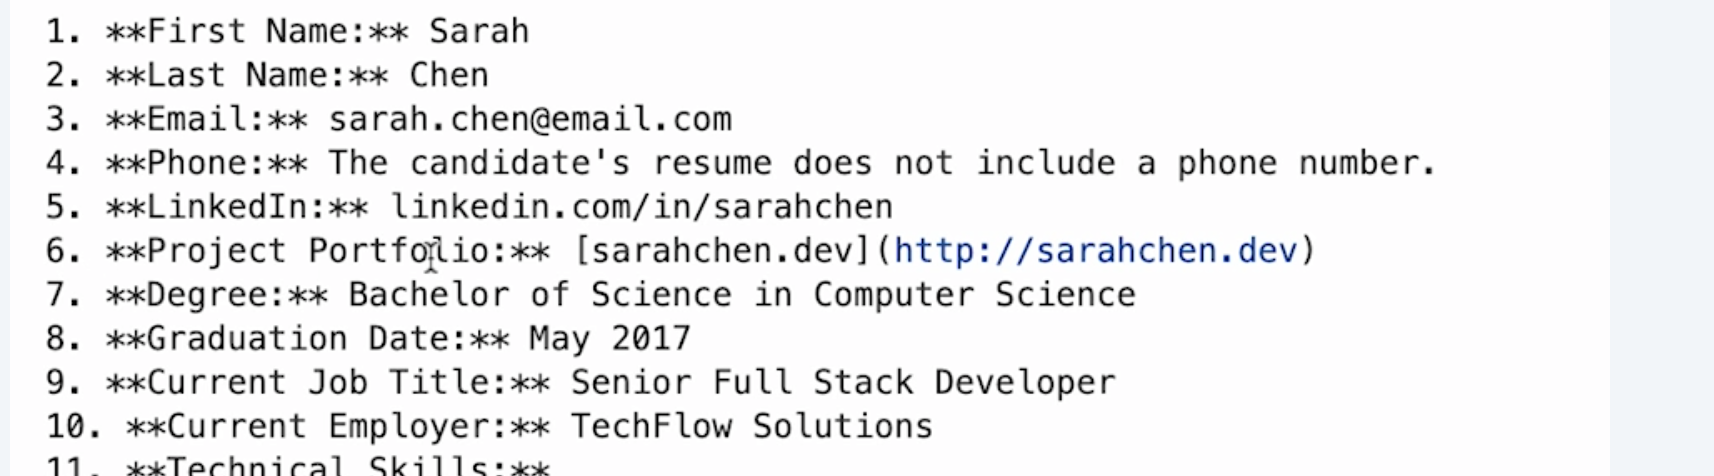 1. **First Name:** Sarah
2. **Last Name:** Chen
3. **Email:** sarah.chen@email.com
4. **Phone:** The candidate's resume does not include a phone number.
5. **LinkedIn:** linkedin.com/in/sarahchen
6. **Project Portfolio:** [sarahchen.dev](http://sarahchen.dev)
7. **Degree:** Bachelor of Science in Computer Science
8. **Graduation Date:** May 2017
9. **Current Job Title:** Senior Full Stack Developer
10. **Current Employer:** TechFlow Solutions
11. **Technical Skills:**